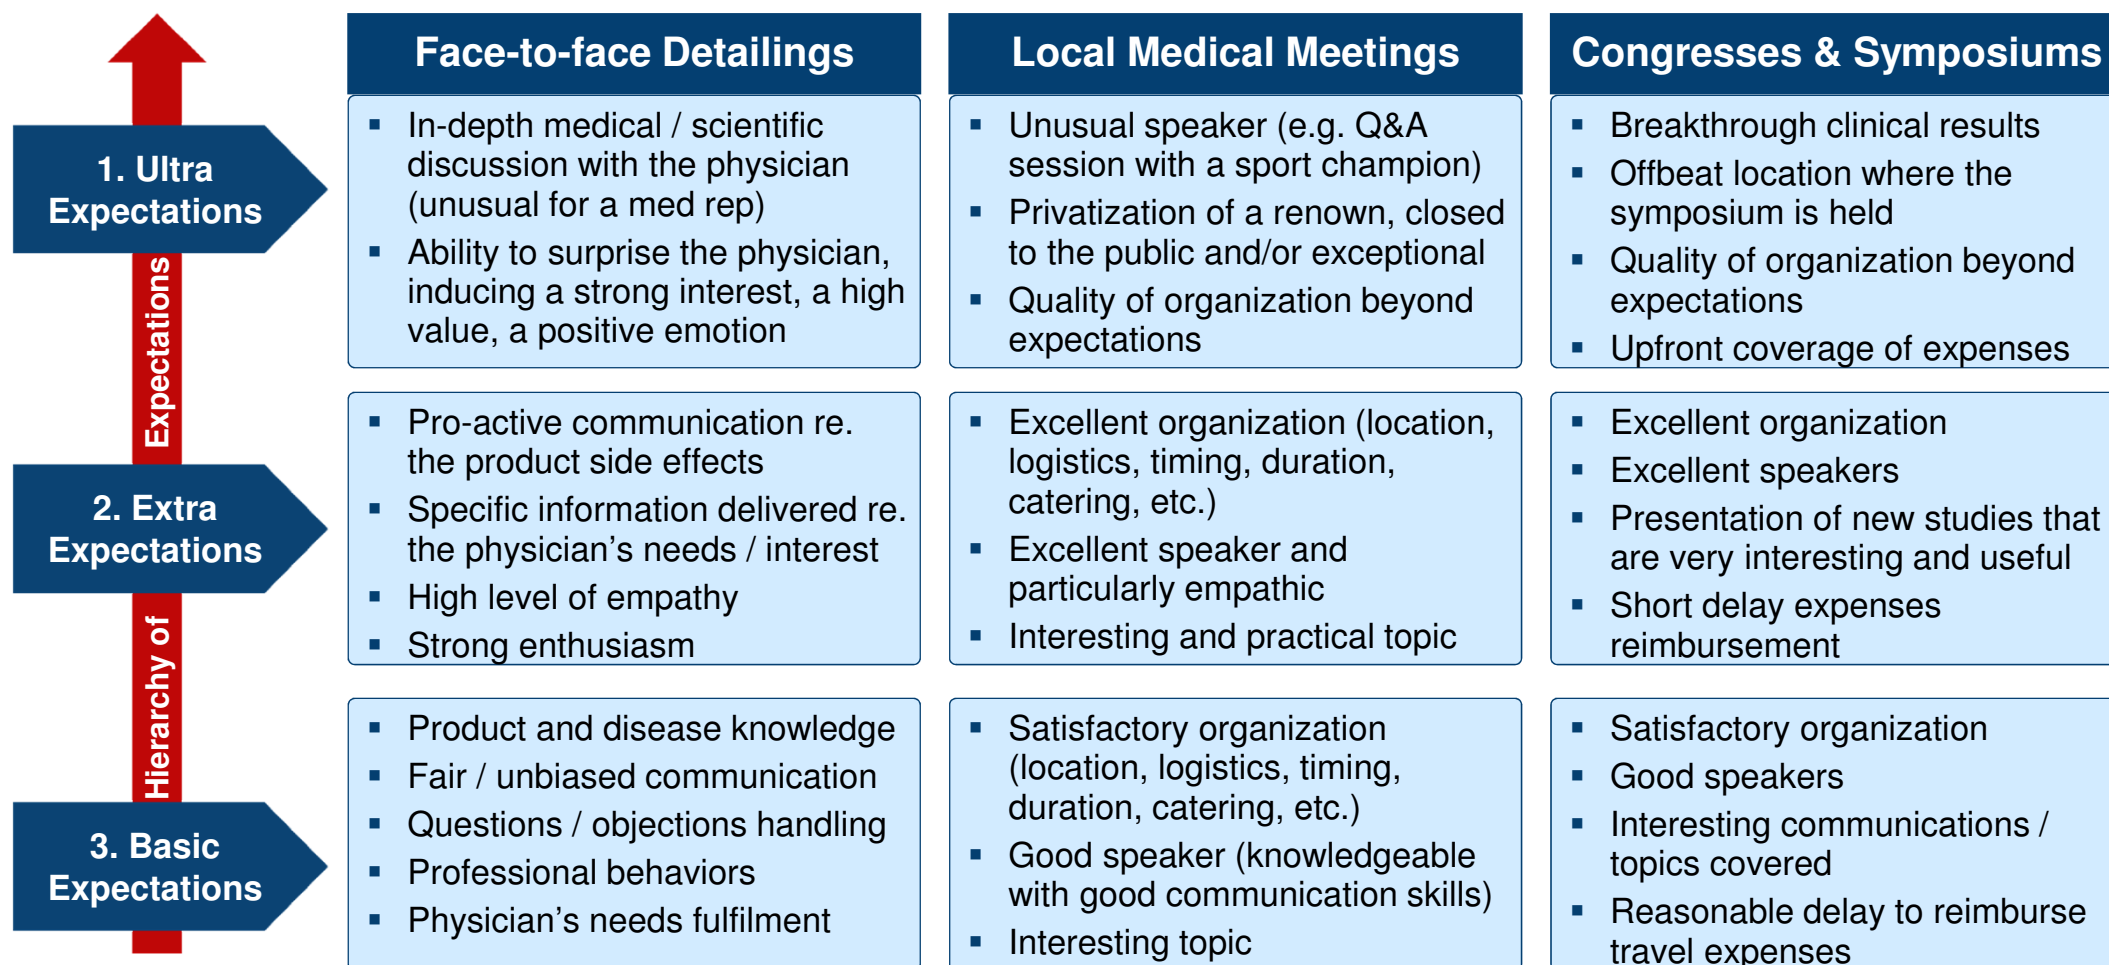 Face-to-face Detailings
Local Medical Meetings
Congresses & Symposiums
1. Ultra
Expectations
▪ In-depth medical / scientific
discussion with the physician
(unusual for a med rep)
▪ Ability to surprise the physician,
inducing a strong interest, a high
value, a positive emotion
▪ Unusual speaker (e.g. Q&A
session with a sport champion)
▪ Privatization of a renown, closed
to the public and/or exceptional
▪ Quality of organization beyond
expectations
▪ Breakthrough clinical results
▪ Offbeat location where the
symposium is held
▪ Quality of organization beyond
expectations
▪ Upfront coverage of expenses
2. Extra
Expectations
▪ Pro-active communication re.
the product side effects
▪ Specific information delivered re.
the physician’s needs / interest
▪ High level of empathy
▪ Strong enthusiasm
▪ Excellent organization (location,
logistics, timing, duration,
catering, etc.)
▪ Excellent speaker and
particularly empathic
▪ Interesting and practical topic
▪ Excellent organization
▪ Excellent speakers
▪ Presentation of new studies that
are very interesting and useful
▪ Short delay expenses
reimbursement
3. Basic
Expectations
▪ Product and disease knowledge
▪ Fair / unbiased communication
▪ Questions / objections handling
▪ Professional behaviors
▪ Physician’s needs fulfilment
▪ Satisfactory organization
(location, logistics, timing,
duration, catering, etc.)
▪ Good speaker (knowledgeable
with good communication skills)
▪ Interesting topic
▪ Satisfactory organization
▪ Good speakers
▪ Interesting communications /
topics covered
▪ Reasonable delay to reimburse
travel expenses
Hierarchy of Expectations